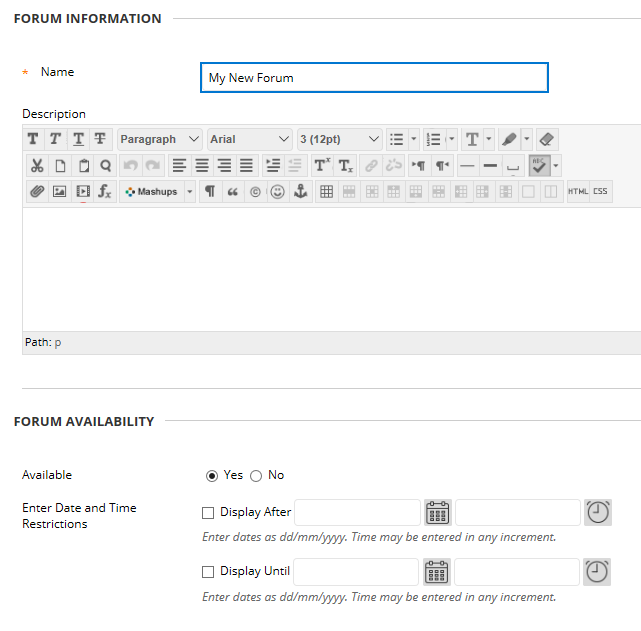 FORUM INFORMATION
* Name My New Forum
Description
T T T T Paragraph Arial 3 (12pt) T
T× T× ABC
fx Mashups HTML CSS
Path: p
FORUM AVAILABILITY
Available Yes No
Enter Date and Time Restrictions
Display After
Enter dates as dd/mm/yyyy. Time may be entered in any increment.
Display Until
Enter dates as dd/mm/yyyy. Time may be entered in any increment.